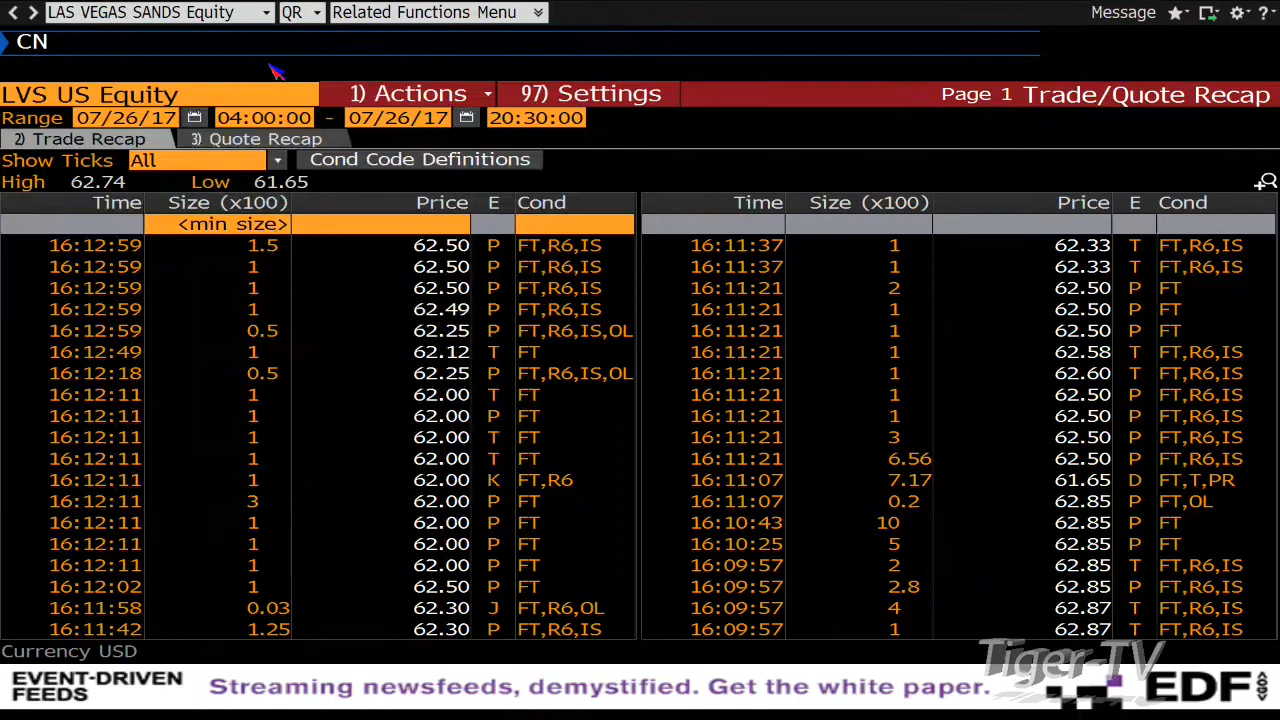 LAS VEGAS SANDS Equity QR Related Functions Menu Message
CN
LVS US Equity 1) Actions 97) Settings Page 1 Trade/Quote Recap
Range 07/26/17 04:00:00 - 07/26/17 20:30:00
2) Trade Recap 3) Quote Recap
Show Ticks All Cond Code Definitions
High 62.74 Low 61.65
Time Size (x100) Price E Cond Time Size (x100) Price E Cond
<min size>
16:12:59 1.5 62.50 P FT,R6,IS 16:11:37 1 62.33 T FT,R6,IS
16:12:59 1 62.50 P FT,R6,IS 16:11:37 1 62.33 T FT,R6,IS
16:12:59 1 62.50 P FT,R6,IS 16:11:21 2 62.50 P FT
16:12:59 1 62.49 P FT,R6,IS 16:11:21 1 62.50 P FT
16:12:59 0.5 62.25 P FT,R6,IS,OL 16:11:21 1 62.50 P FT
16:12:49 1 62.12 T FT 16:11:21 1 62.58 T FT,R6,IS
16:12:18 0.5 62.25 P FT,R6,IS,OL 16:11:21 1 62.60 T FT,R6,IS
16:12:11 1 62.00 T FT 16:11:21 1 62.50 P FT,R6,IS
16:12:11 1 62.00 P FT 16:11:21 1 62.50 P FT,R6,IS
16:12:11 1 62.00 T FT 16:11:21 3 62.50 P FT,R6,IS
16:12:11 1 62.00 T FT 16:11:21 6.56 62.50 P FT,R6,IS
16:12:11 1 62.00 K FT,R6 16:11:07 7.17 61.65 D FT,T,PR
16:12:11 3 62.00 P FT 16:11:07 0.2 62.85 P FT,OL
16:12:11 1 62.00 P FT 16:10:43 10 62.85 P FT
16:12:11 1 62.00 P FT 16:10:25 5 62.85 P FT
16:12:11 1 62.00 P FT 16:09:57 2 62.85 T FT,R6,IS
16:12:02 1 62.50 P FT 16:09:57 2.8 62.85 P FT,R6,IS
16:11:58 0.03 62.30 J FT,R6,OL 16:09:57 4 62.87 T FT,R6,IS
16:11:42 1.25 62.30 P FT,R6,IS 16:09:57 1 62.87 T FT,R6,IS
Currency USD
Tiger-TV
EVENT-DRIVEN
FEEDS
Streaming newsfeeds, demystified. Get the white paper.
EDF